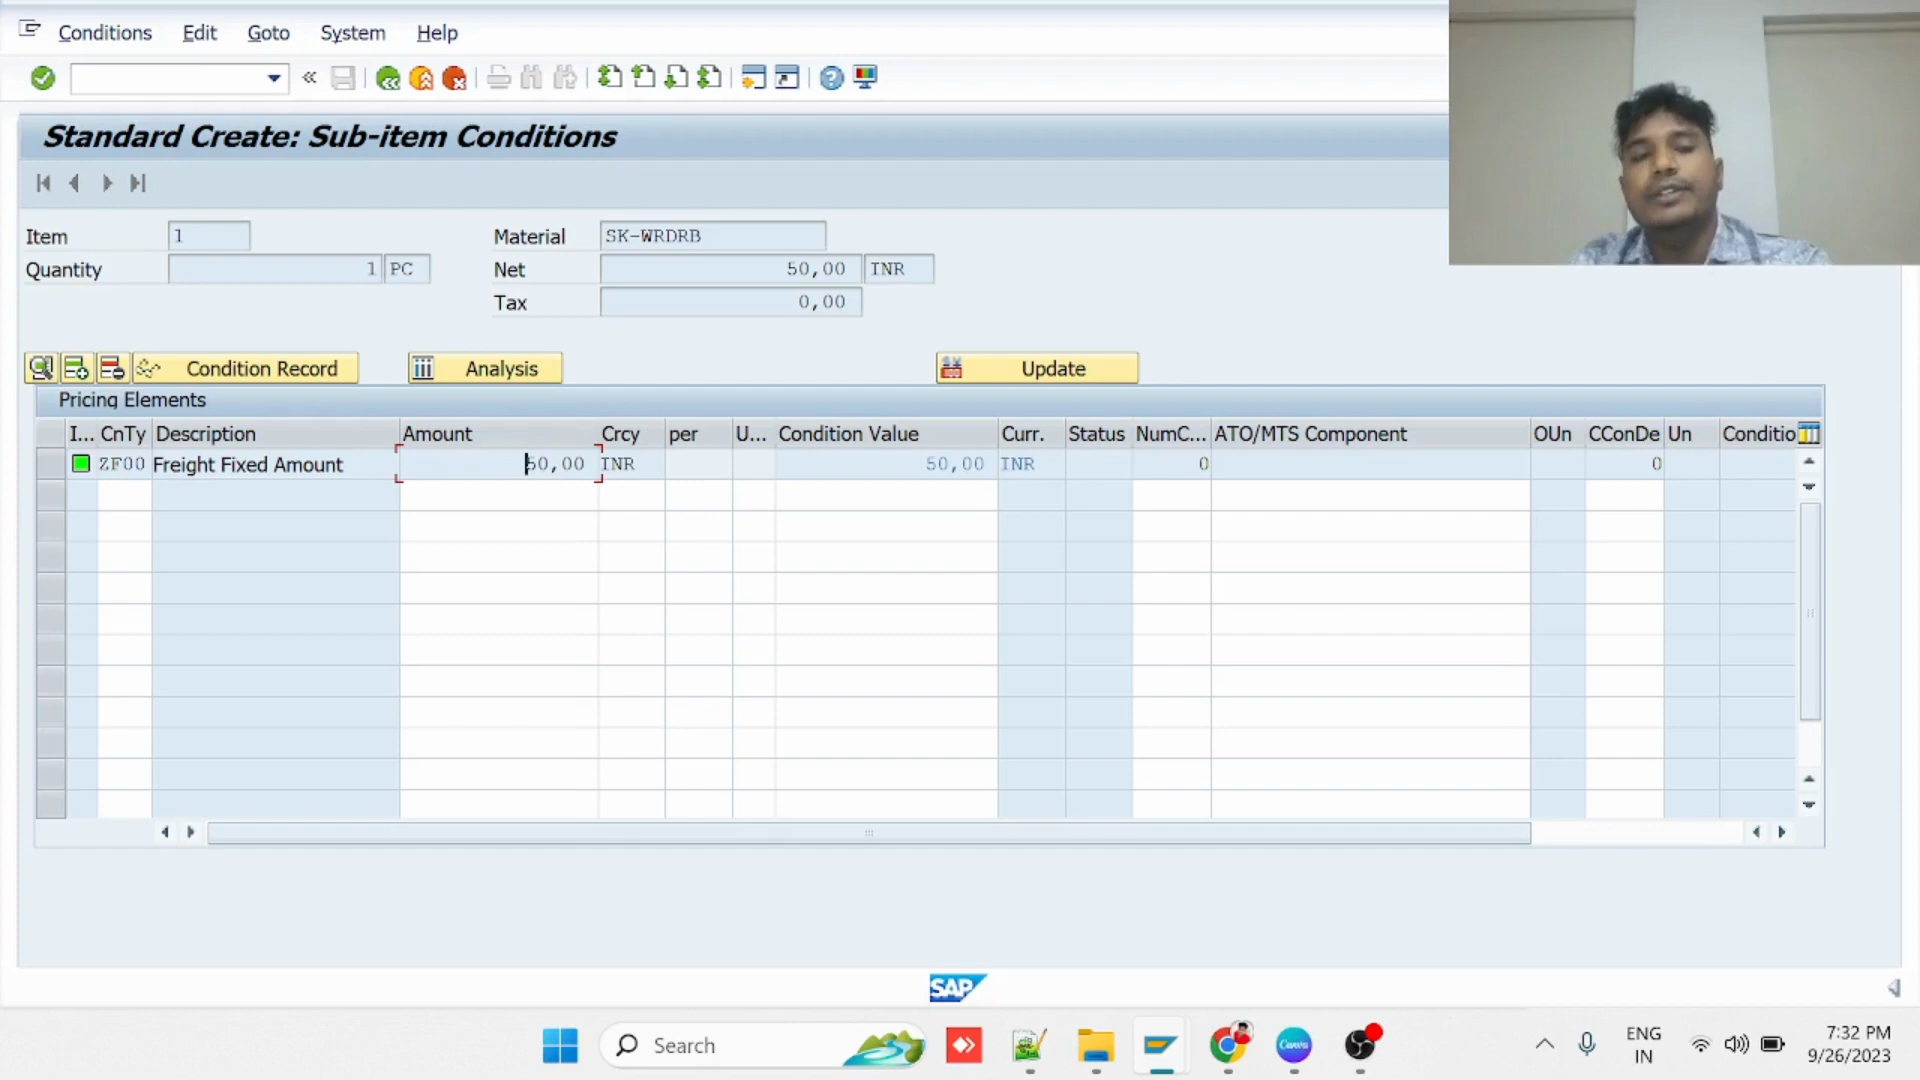 Conditions Edit Goto System Help
«
Standard Create: Sub-item Conditions
Item 1 Material SK-WRDRB
Quantity 1 PC Net 50,00 INR
Tax 0,00
Condition Record Analysis Update
Pricing Elements
I... CnTy Description Amount Crcy per U... Condition Value Curr. Status NumC... ATO/MTS Component OUn CConDe Un Conditio
ZF00 Freight Fixed Amount 50,00 INR 50,00 INR 0 0
SAP
Search Canva ENG 7:32 PM
IN 9/26/2023